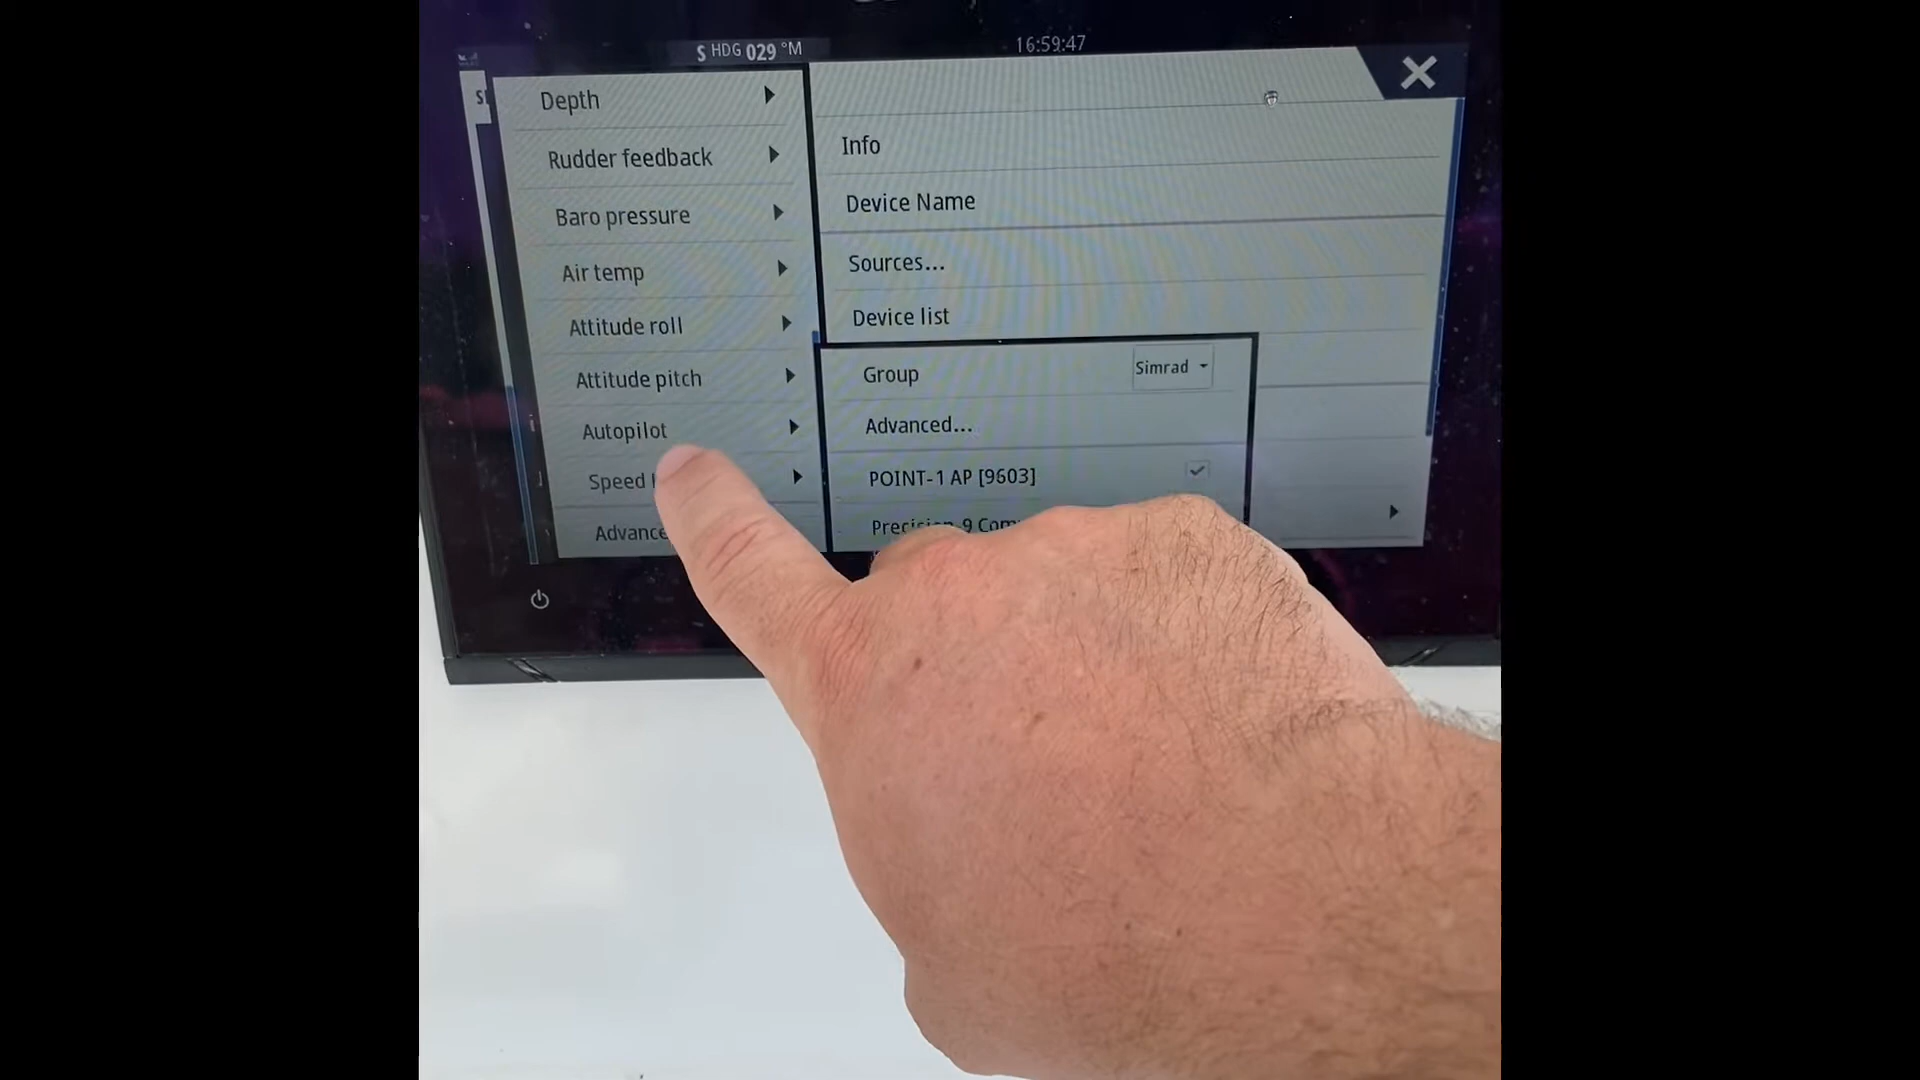 S HDG 029 °M
16:59:47
Depth
Rudder feedback
Baro pressure
Air temp
Attitude roll
Attitude pitch
Autopilot
Speed
Info
Device Name
Sources...
Device list
Group
Simrad
Advanced...
POINT-1 AP [9603]